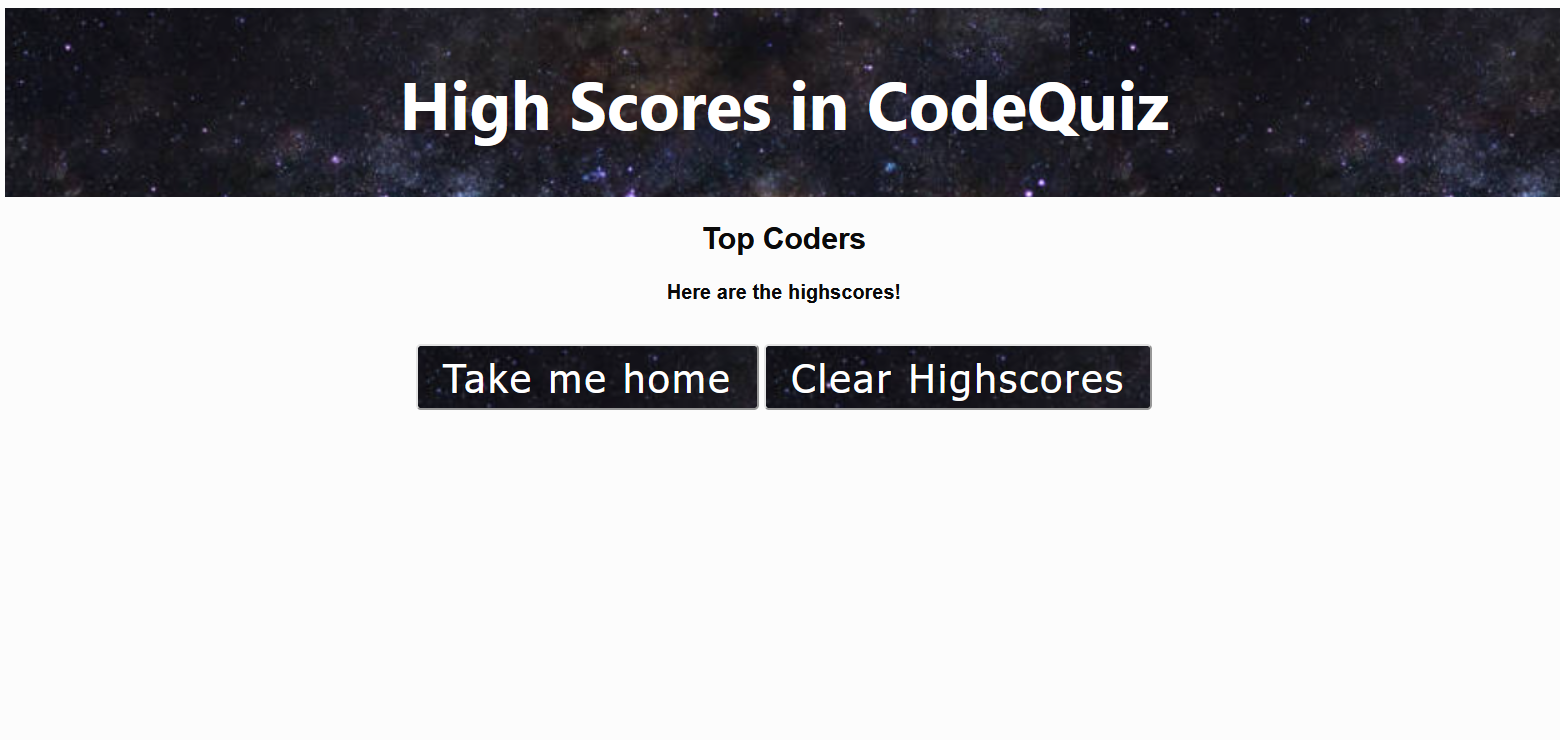 High Scores in CodeQuiz
Top Coders
Here are the highscores!
Take me home Clear Highscores